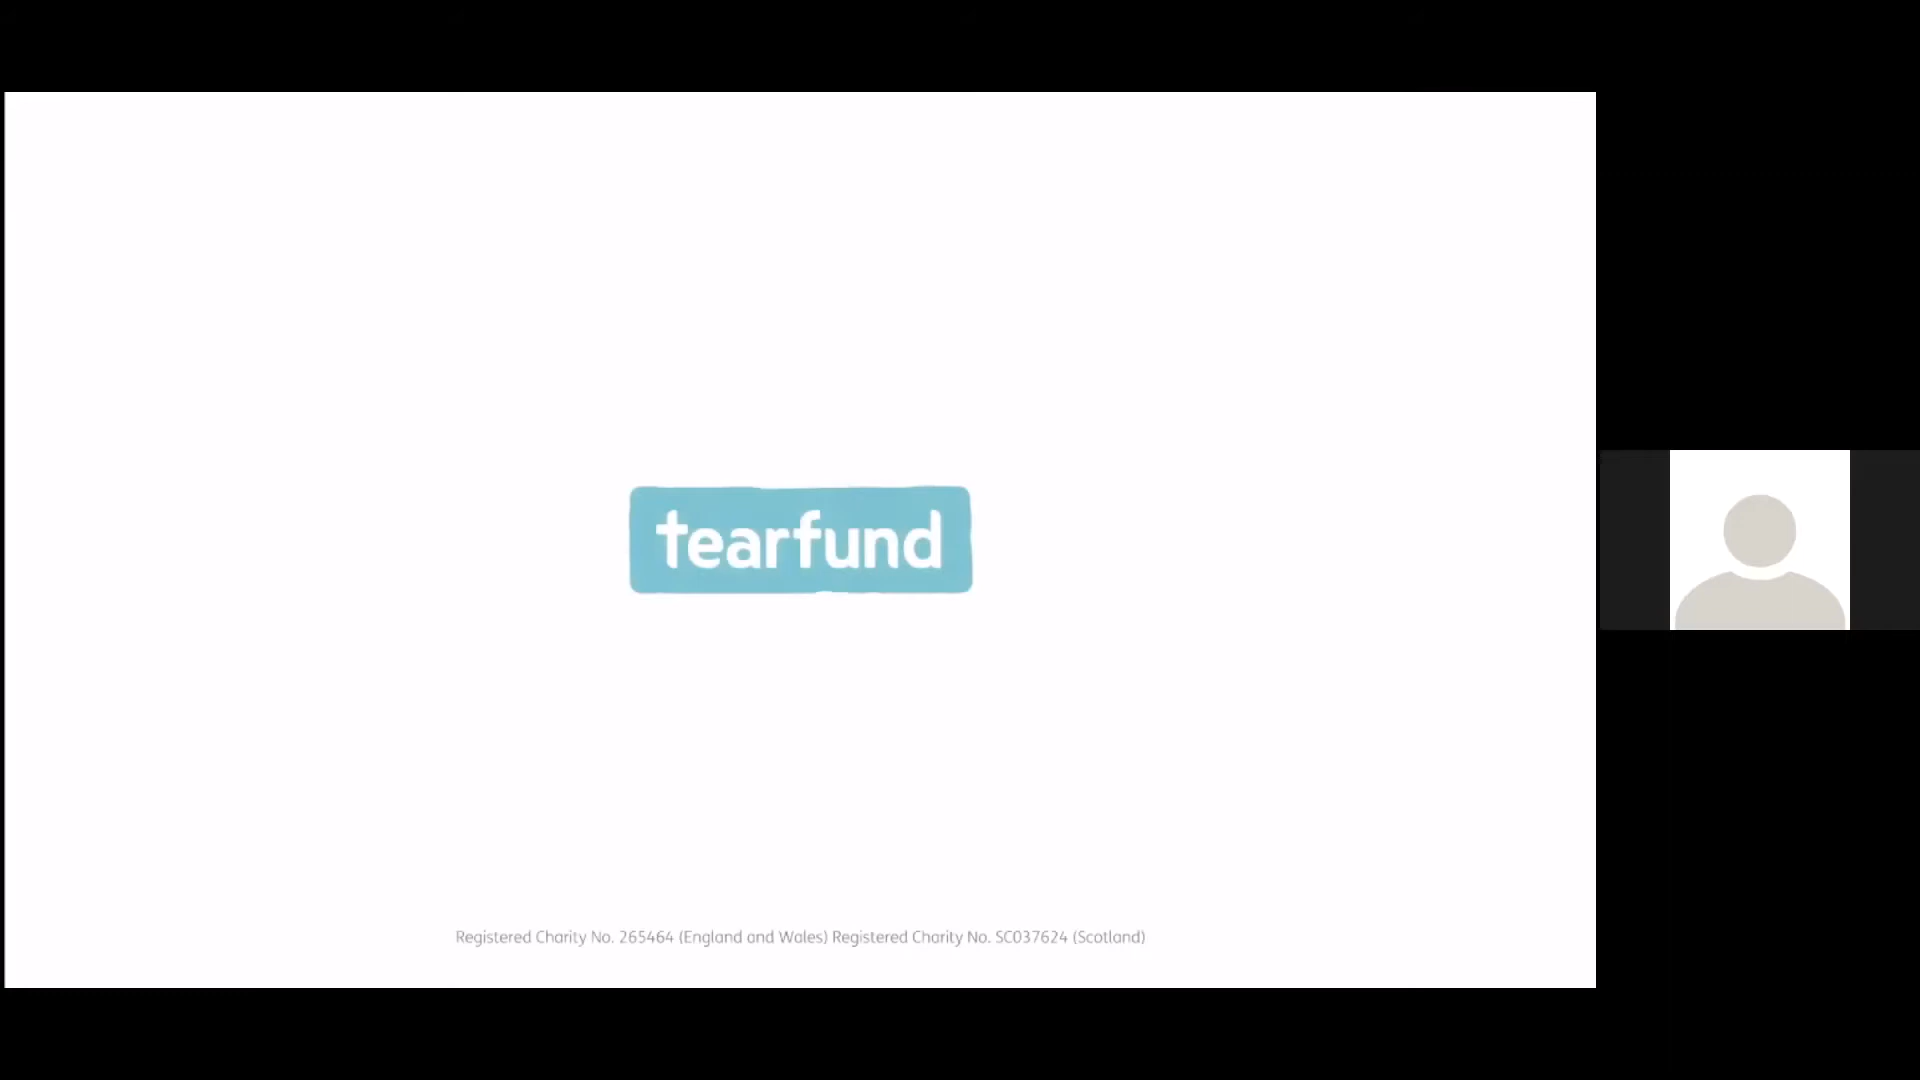 tearfund
Registered Charity No. 265464 (England and Wales) Registered Charity No. SC037624 (Scotland)